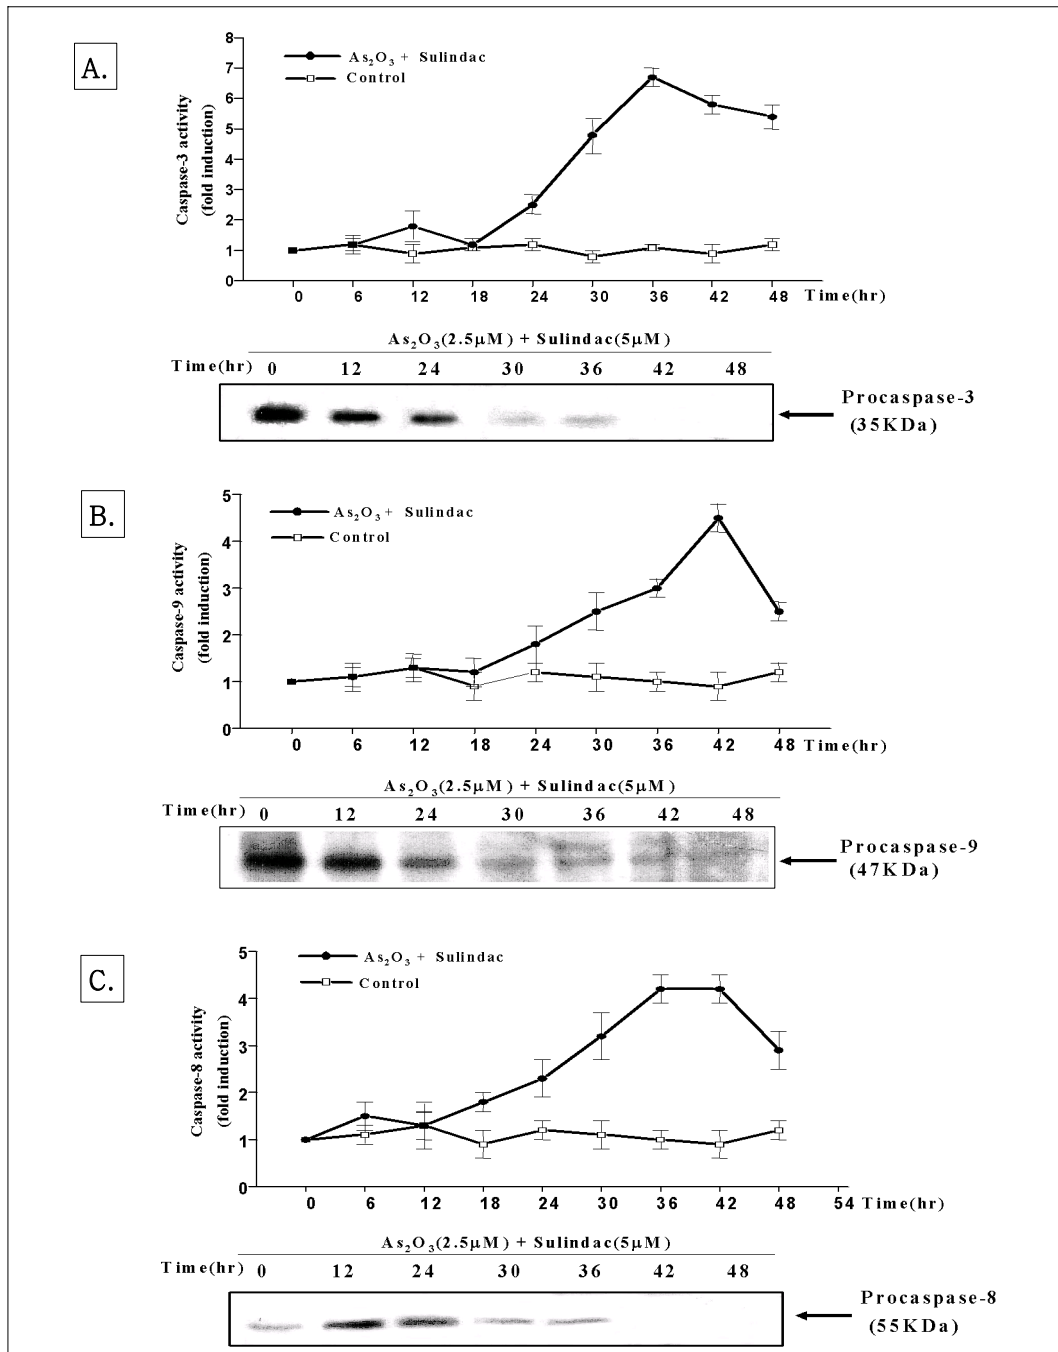 A.
As₂O₃ + Sulindac
Control
Caspase-3 activity
(fold induction)
8
7
6
5
4
3
2
1
0
0 6 12 18 24 30 36 42 48 Time(hr)
As₂O₃(2.5μM) + Sulindac(5μM)
Time(hr) 0 12 24 30 36 42 48
Procaspase-3
(35KDa)
B.
As₂O₃ + Sulindac
Control
Caspase-9 activity
(fold induction)
5
4
3
2
1
0
0 6 12 18 24 30 36 42 48 Time(hr)
As₂O₃(2.5μM) + Sulindac(5μM)
Time(hr) 0 12 24 30 36 42 48
Procaspase-9
(47KDa)
C.
As₂O₃ + Sulindac
Control
Caspase-8 activity
(fold induction)
5
4
3
2
1
0
0 6 12 18 24 30 36 42 48 54 Time(hr)
As₂O₃(2.5μM) + Sulindac(5μM)
Time(hr) 0 12 24 30 36 42 48
Procaspase-8
(55KDa)